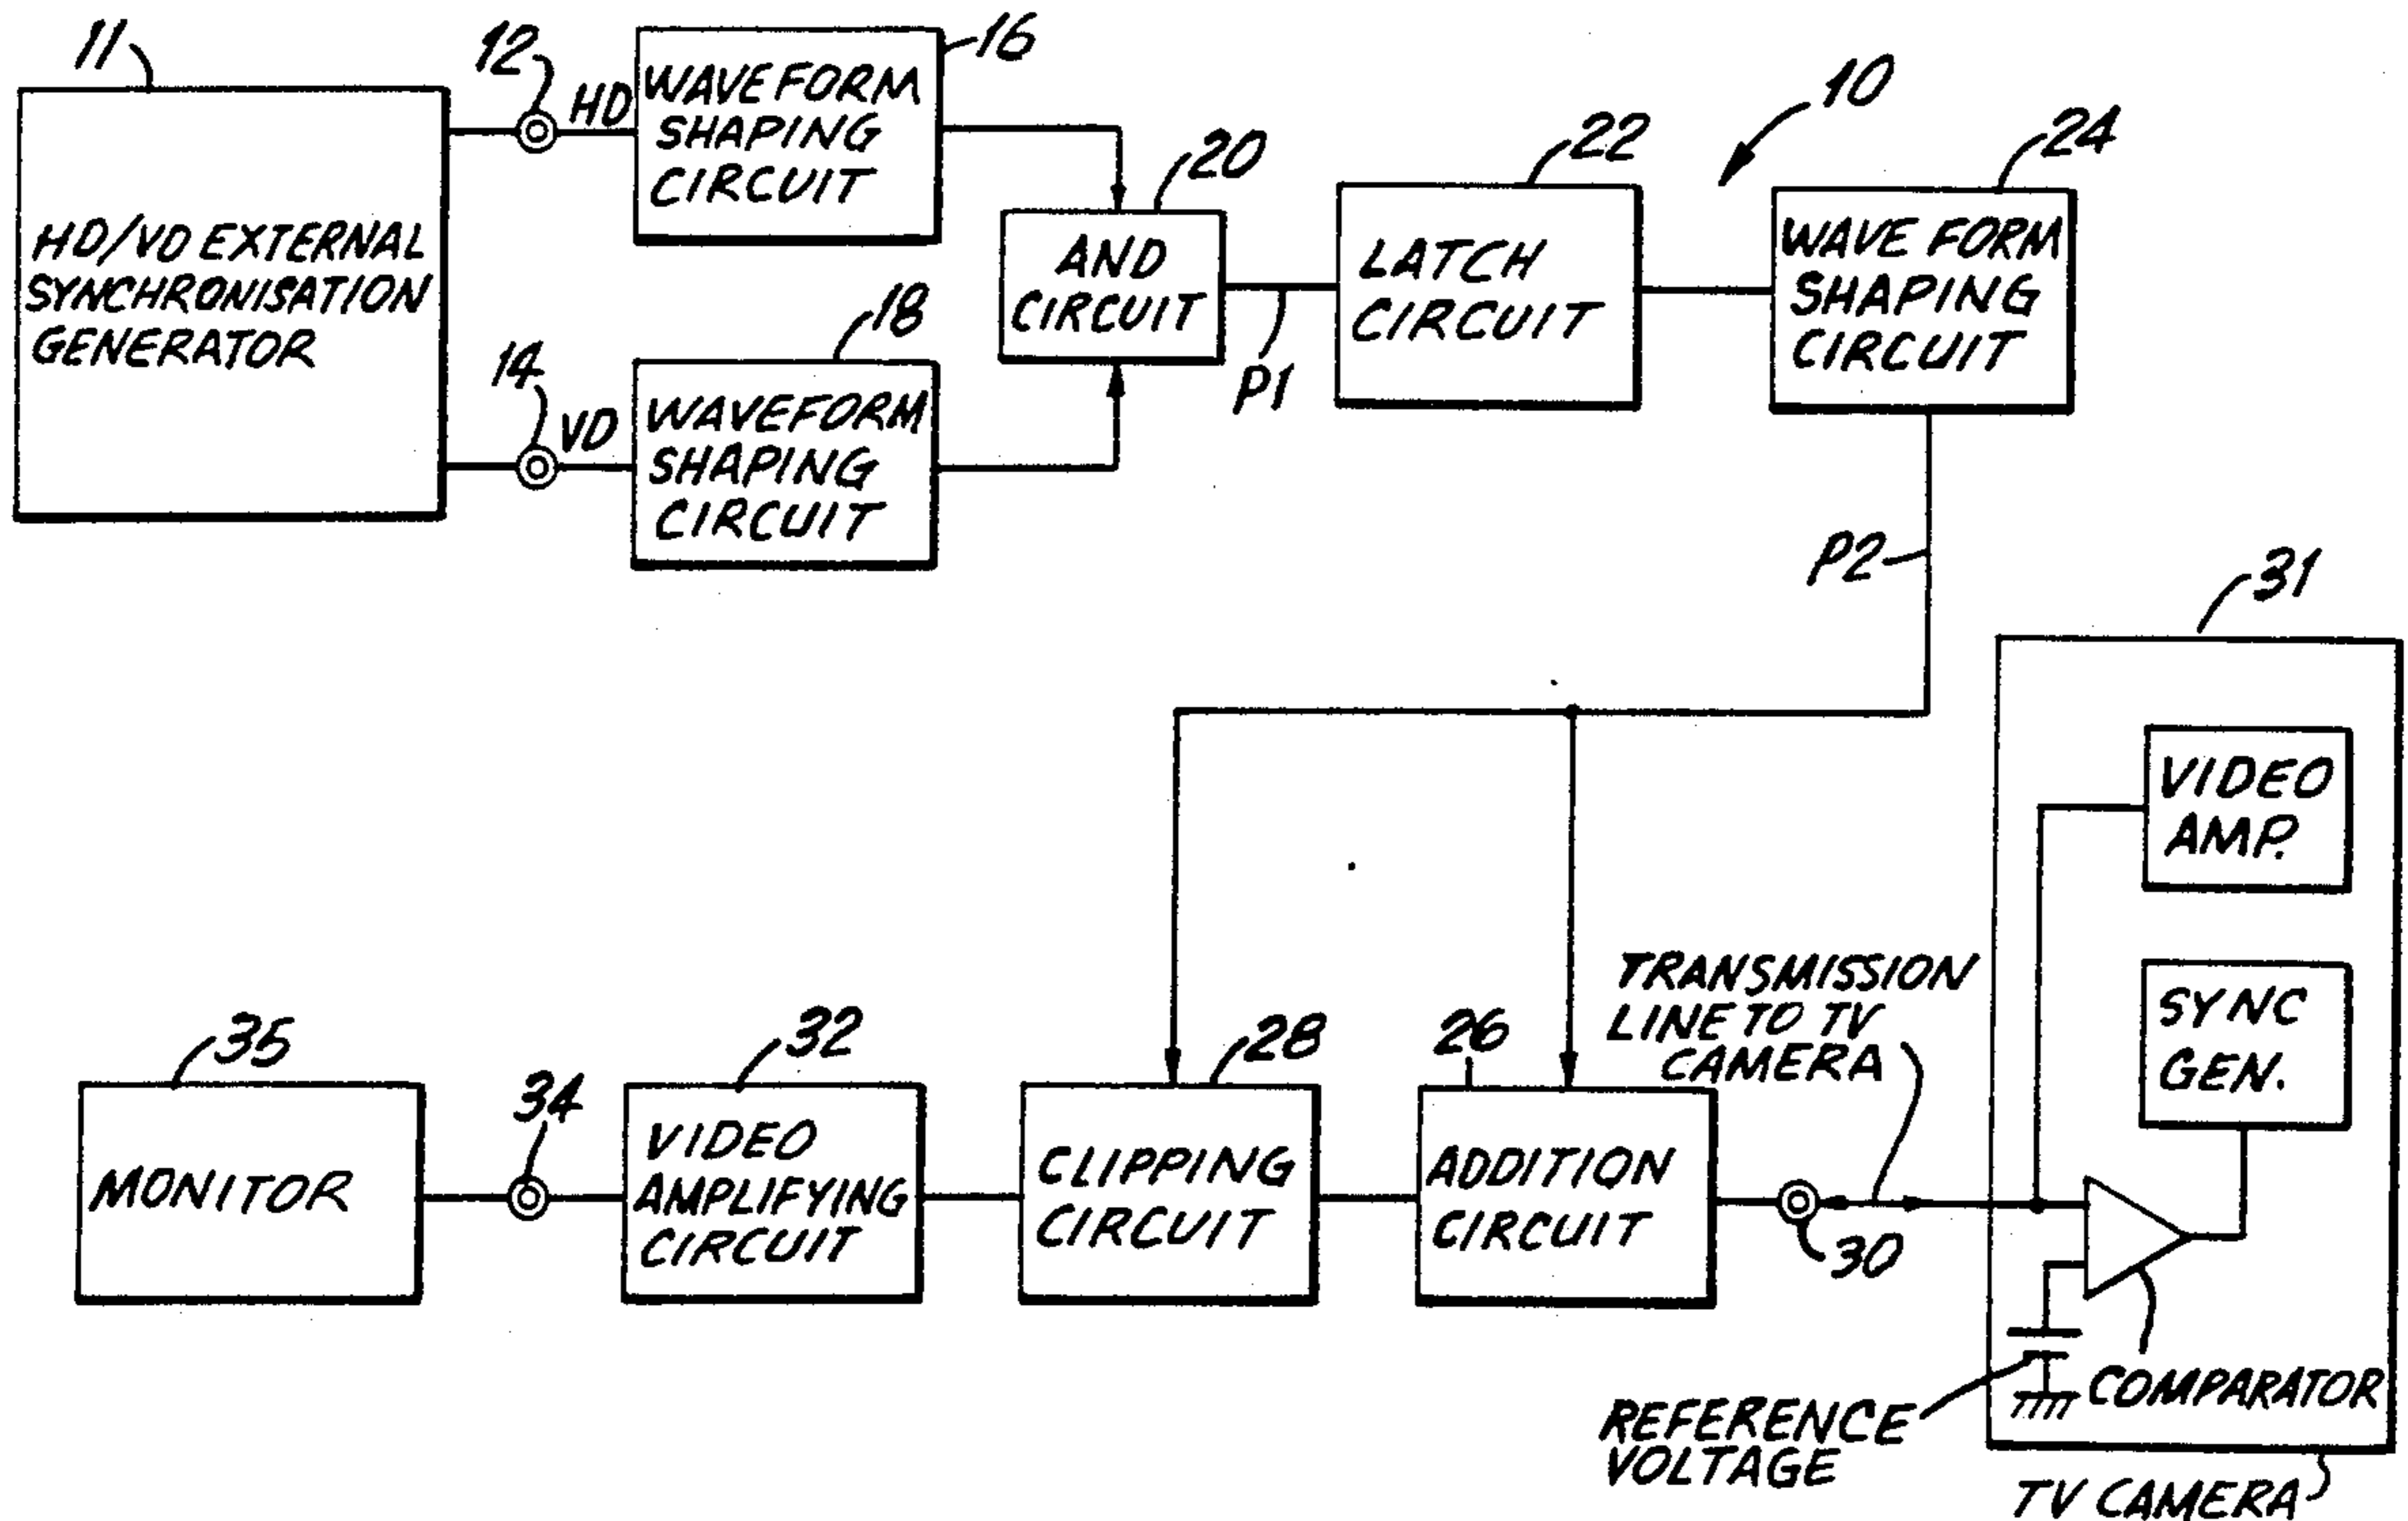 11
HD/VD EXTERNAL
SYNCHRONISATION
GENERATOR
12
HD
14
VD
16
WAVEFORM
SHAPING
CIRCUIT
18
WAVEFORM
SHAPING
CIRCUIT
20
AND
CIRCUIT
P1
22
LATCH
CIRCUIT
10
24
WAVE FORM
SHAPING
CIRCUIT
P2
31
VIDEO
AMP.
SYNC
GEN.
35
MONITOR
34
32
VIDEO
AMPLIFYING
CIRCUIT
28
CLIPPING
CIRCUIT
26
ADDITION
CIRCUIT
TRANSMISSION
LINE TO TV
CAMERA
30
COMPARATOR
REFERENCE
VOLTAGE
TV CAMERA